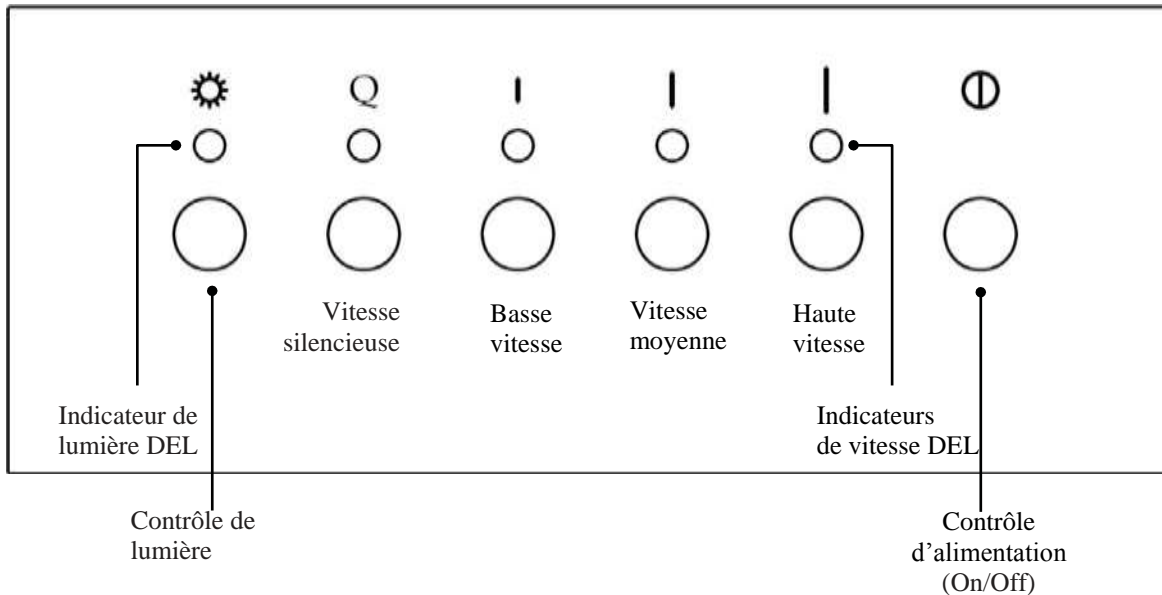 Q
Vitesse
silencieuse
Basse
vitesse
Vitesse
moyenne
Haute
vitesse
Indicateur de
lumière DEL
Indicateurs
de vitesse DEL
Contrôle de
lumière
Contrôle
d’alimentation
(On/Off)